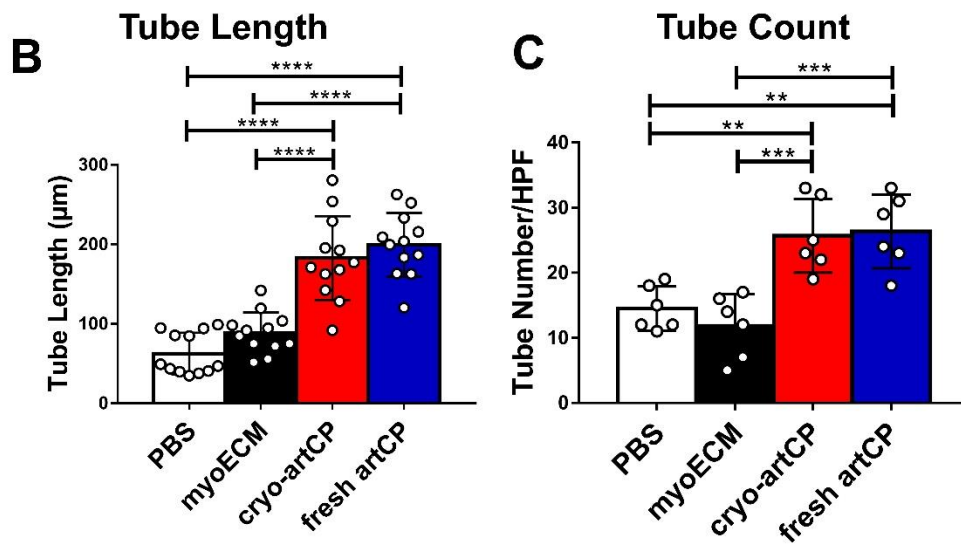 B
Tube Length
****
****
****
****
Tube Length (µm)
300
200
100
0
PBS
myoECM
cryo-artCP
fresh artCP
C
Tube Count
***
**
**
***
Tube Number/HPF
40
30
20
10
0
PBS
myoECM
cryo-artCP
fresh artCP